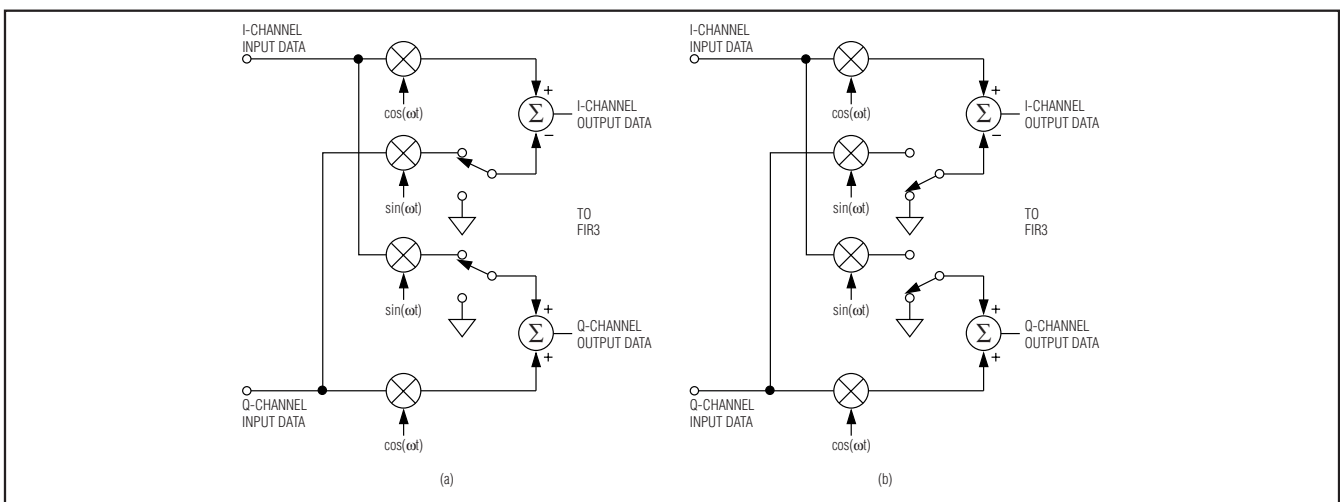 I-CHANNEL
INPUT DATA
cos(ωt)
+
Σ
−
I-CHANNEL
OUTPUT DATA
sin(ωt)
TO
FIR3
sin(ωt)
+
Σ
+
Q-CHANNEL
OUTPUT DATA
Q-CHANNEL
INPUT DATA
cos(ωt)
(a)
I-CHANNEL
INPUT DATA
cos(ωt)
+
Σ
−
I-CHANNEL
OUTPUT DATA
sin(ωt)
TO
FIR3
sin(ωt)
+
Σ
+
Q-CHANNEL
OUTPUT DATA
Q-CHANNEL
INPUT DATA
cos(ωt)
(b)